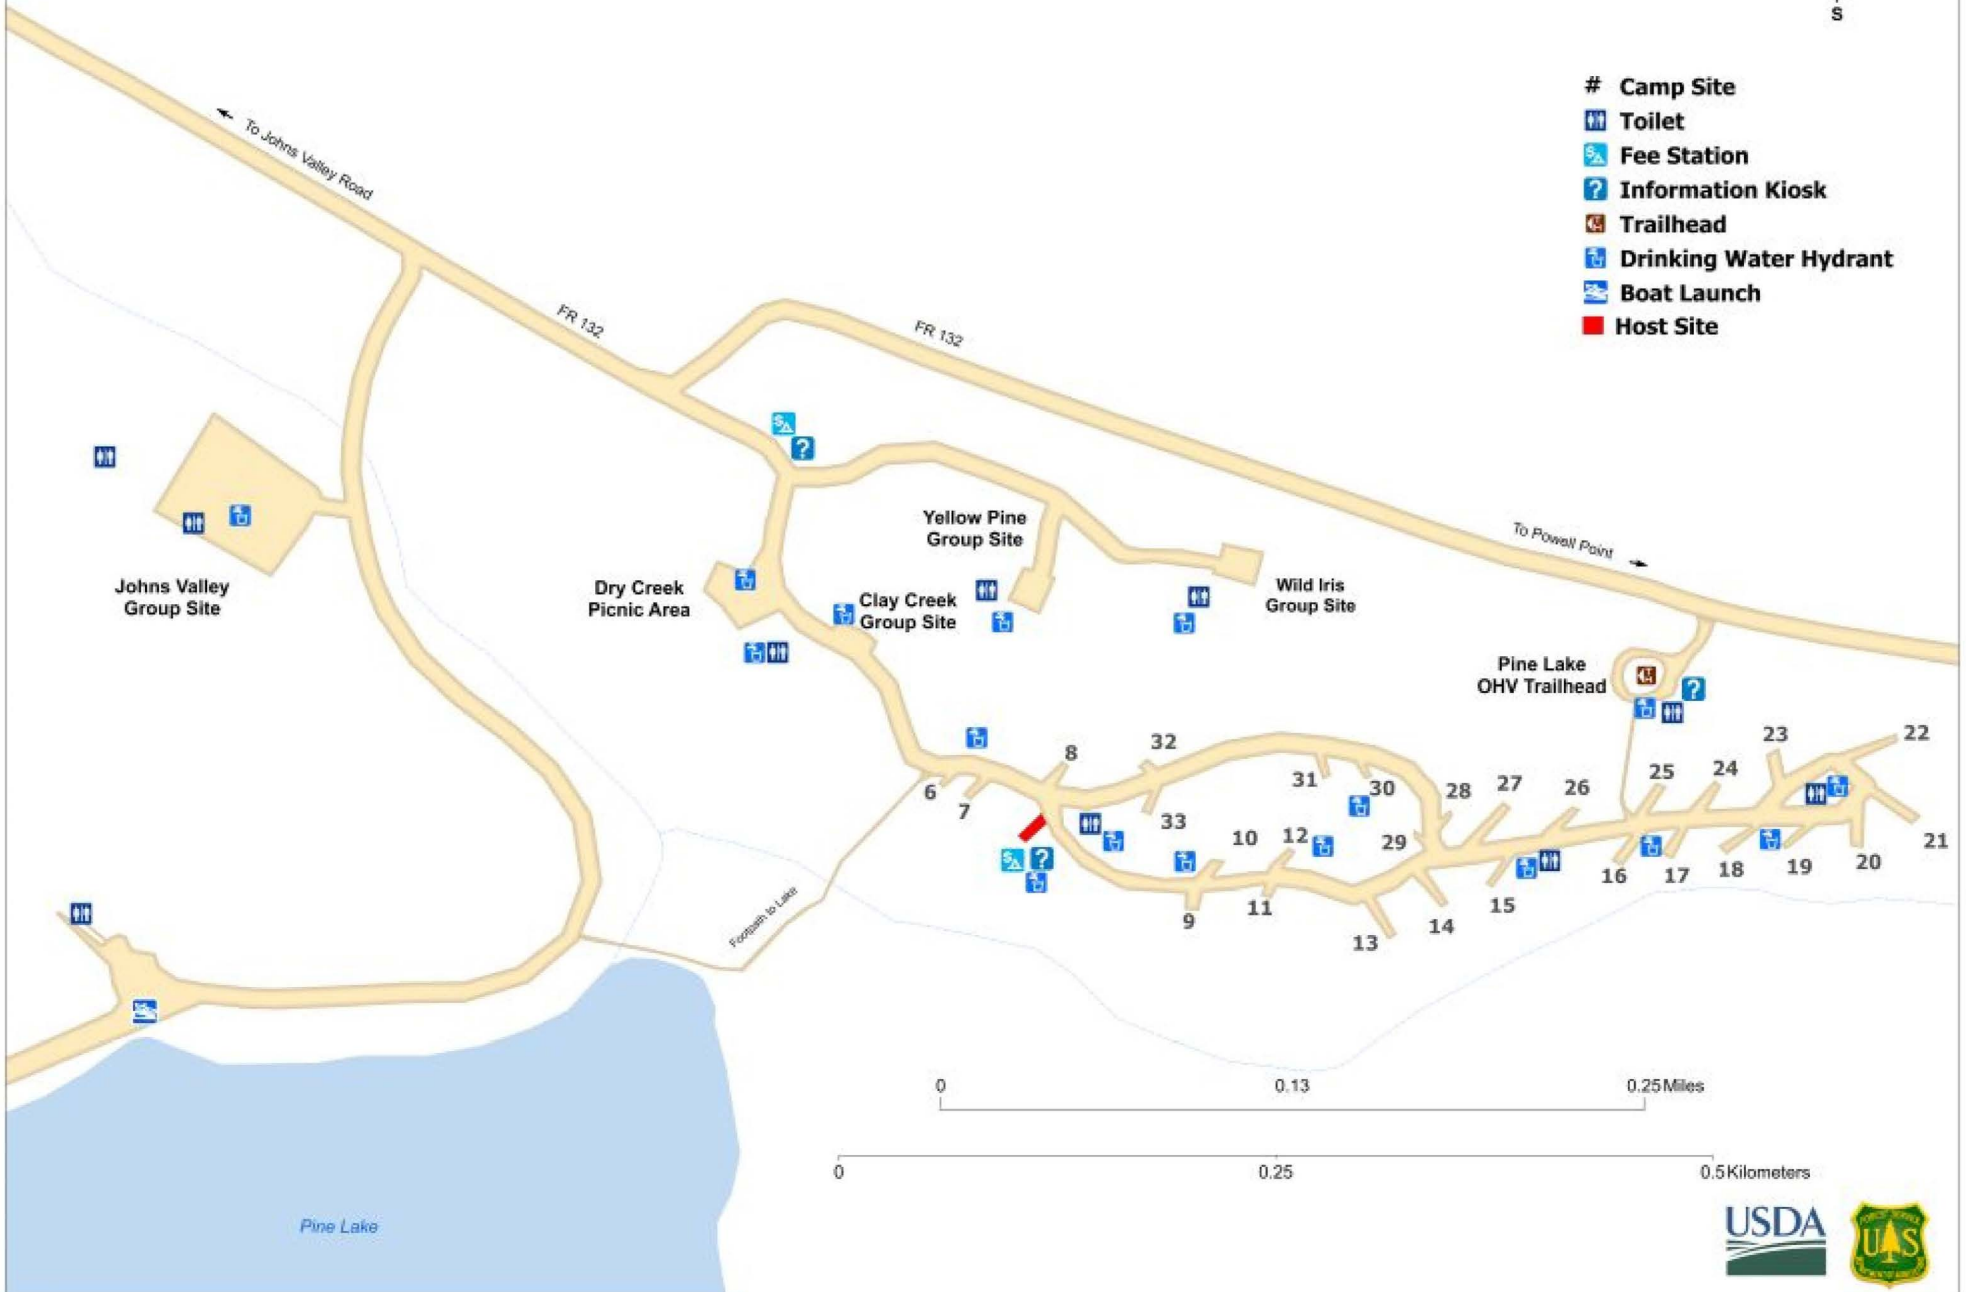 S
# Camp Site
Toilet
Fee Station
Information Kiosk
Trailhead
Drinking Water Hydrant
Boat Launch
Host Site
To Johns Valley Road
FR 132
FR 132
To Powell Point
Johns Valley
Group Site
Dry Creek
Picnic Area
Clay Creek
Group Site
Yellow Pine
Group Site
Wild Iris
Group Site
Pine Lake
OHV Trailhead
6
7
8
32
33
31
30
28
27
26
25
24
23
22
21
20
19
18
17
16
15
14
13
29
12
10
11
9
Footpath to Lake
0 0.13 0.25 Miles
0 0.25 0.5 Kilometers
Pine Lake
USDA
FOREST SERVICE
U S
DEPARTMENT OF AGRICULTURE